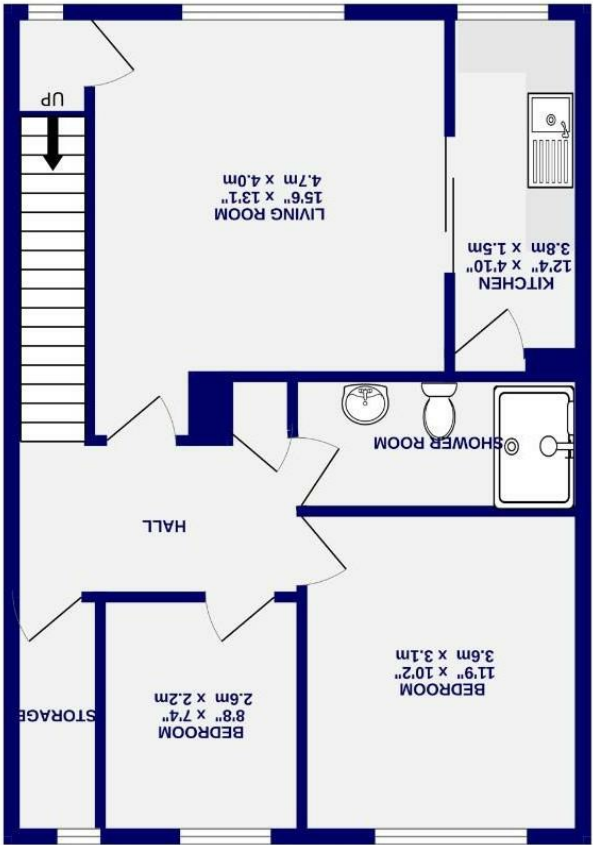 BEDROOM
11'9" x 10'2"
3.6m x 3.1m
BEDROOM
8'8" x 7'4"
2.6m x 2.2m
STORAGE
HALL
SHOWER ROOM
KITCHEN
12'4" x 4'10"
3.8m x 1.5m
LIVING ROOM
15'6" x 13'1"
4.7m x 4.0m
UP